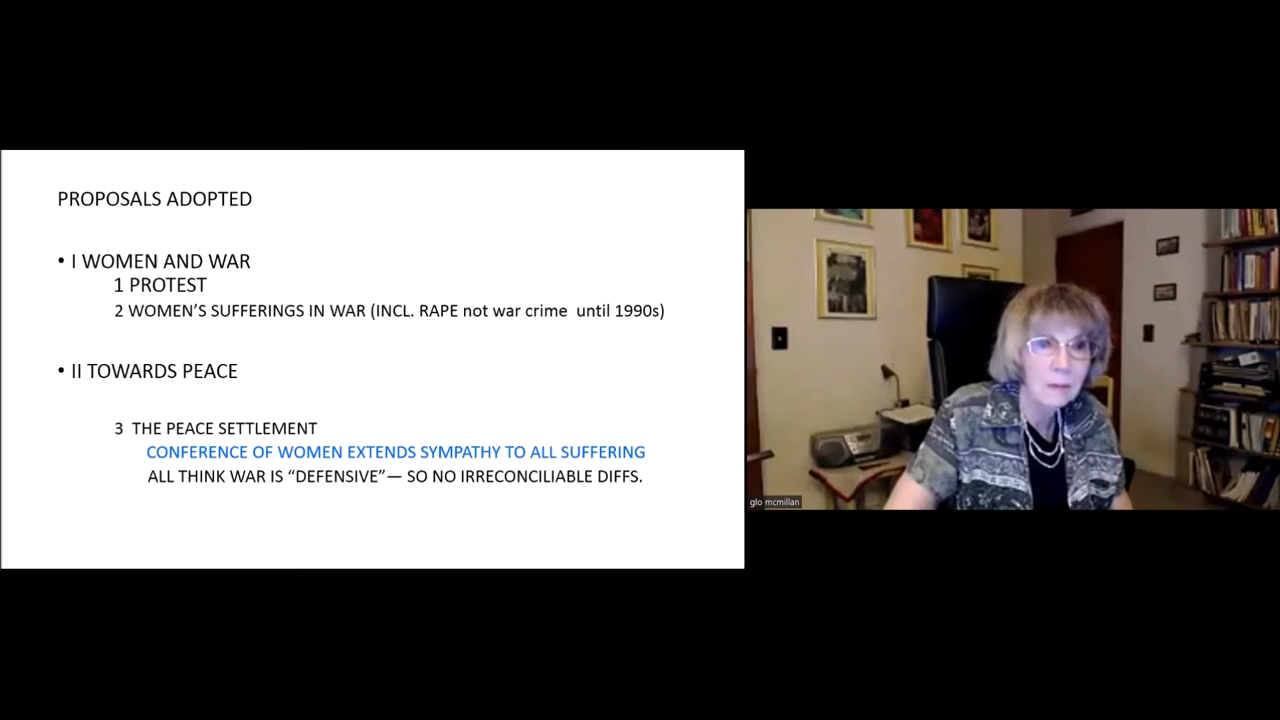 PROPOSALS ADOPTED
• I WOMEN AND WAR
1 PROTEST
2 WOMEN’S SUFFERINGS IN WAR (INCL. RAPE not war crime until 1990s)
• II TOWARDS PEACE
3 THE PEACE SETTLEMENT
CONFERENCE OF WOMEN EXTENDS SYMPATHY TO ALL SUFFERING
ALL THINK WAR IS “DEFENSIVE”— SO NO IRRECONCILIABLE DIFFS.
glo mcmillan